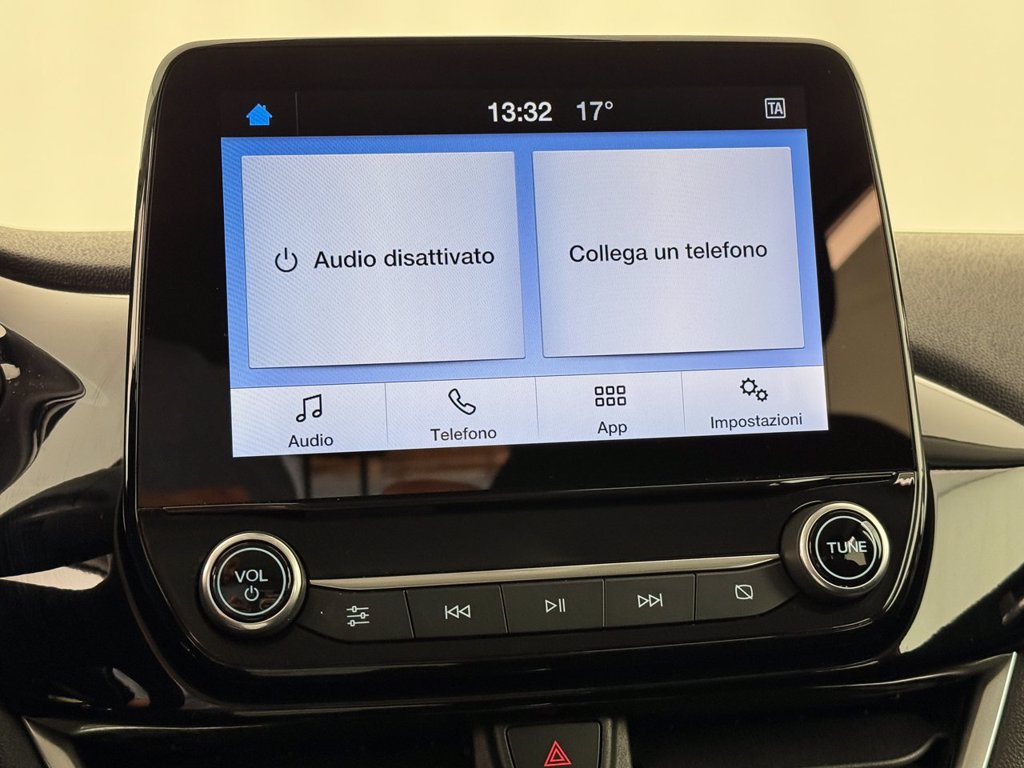 13:32 17° TA
Audio disattivato
Collega un telefono
Audio
Telefono
App
Impostazioni
VOL
TUNE